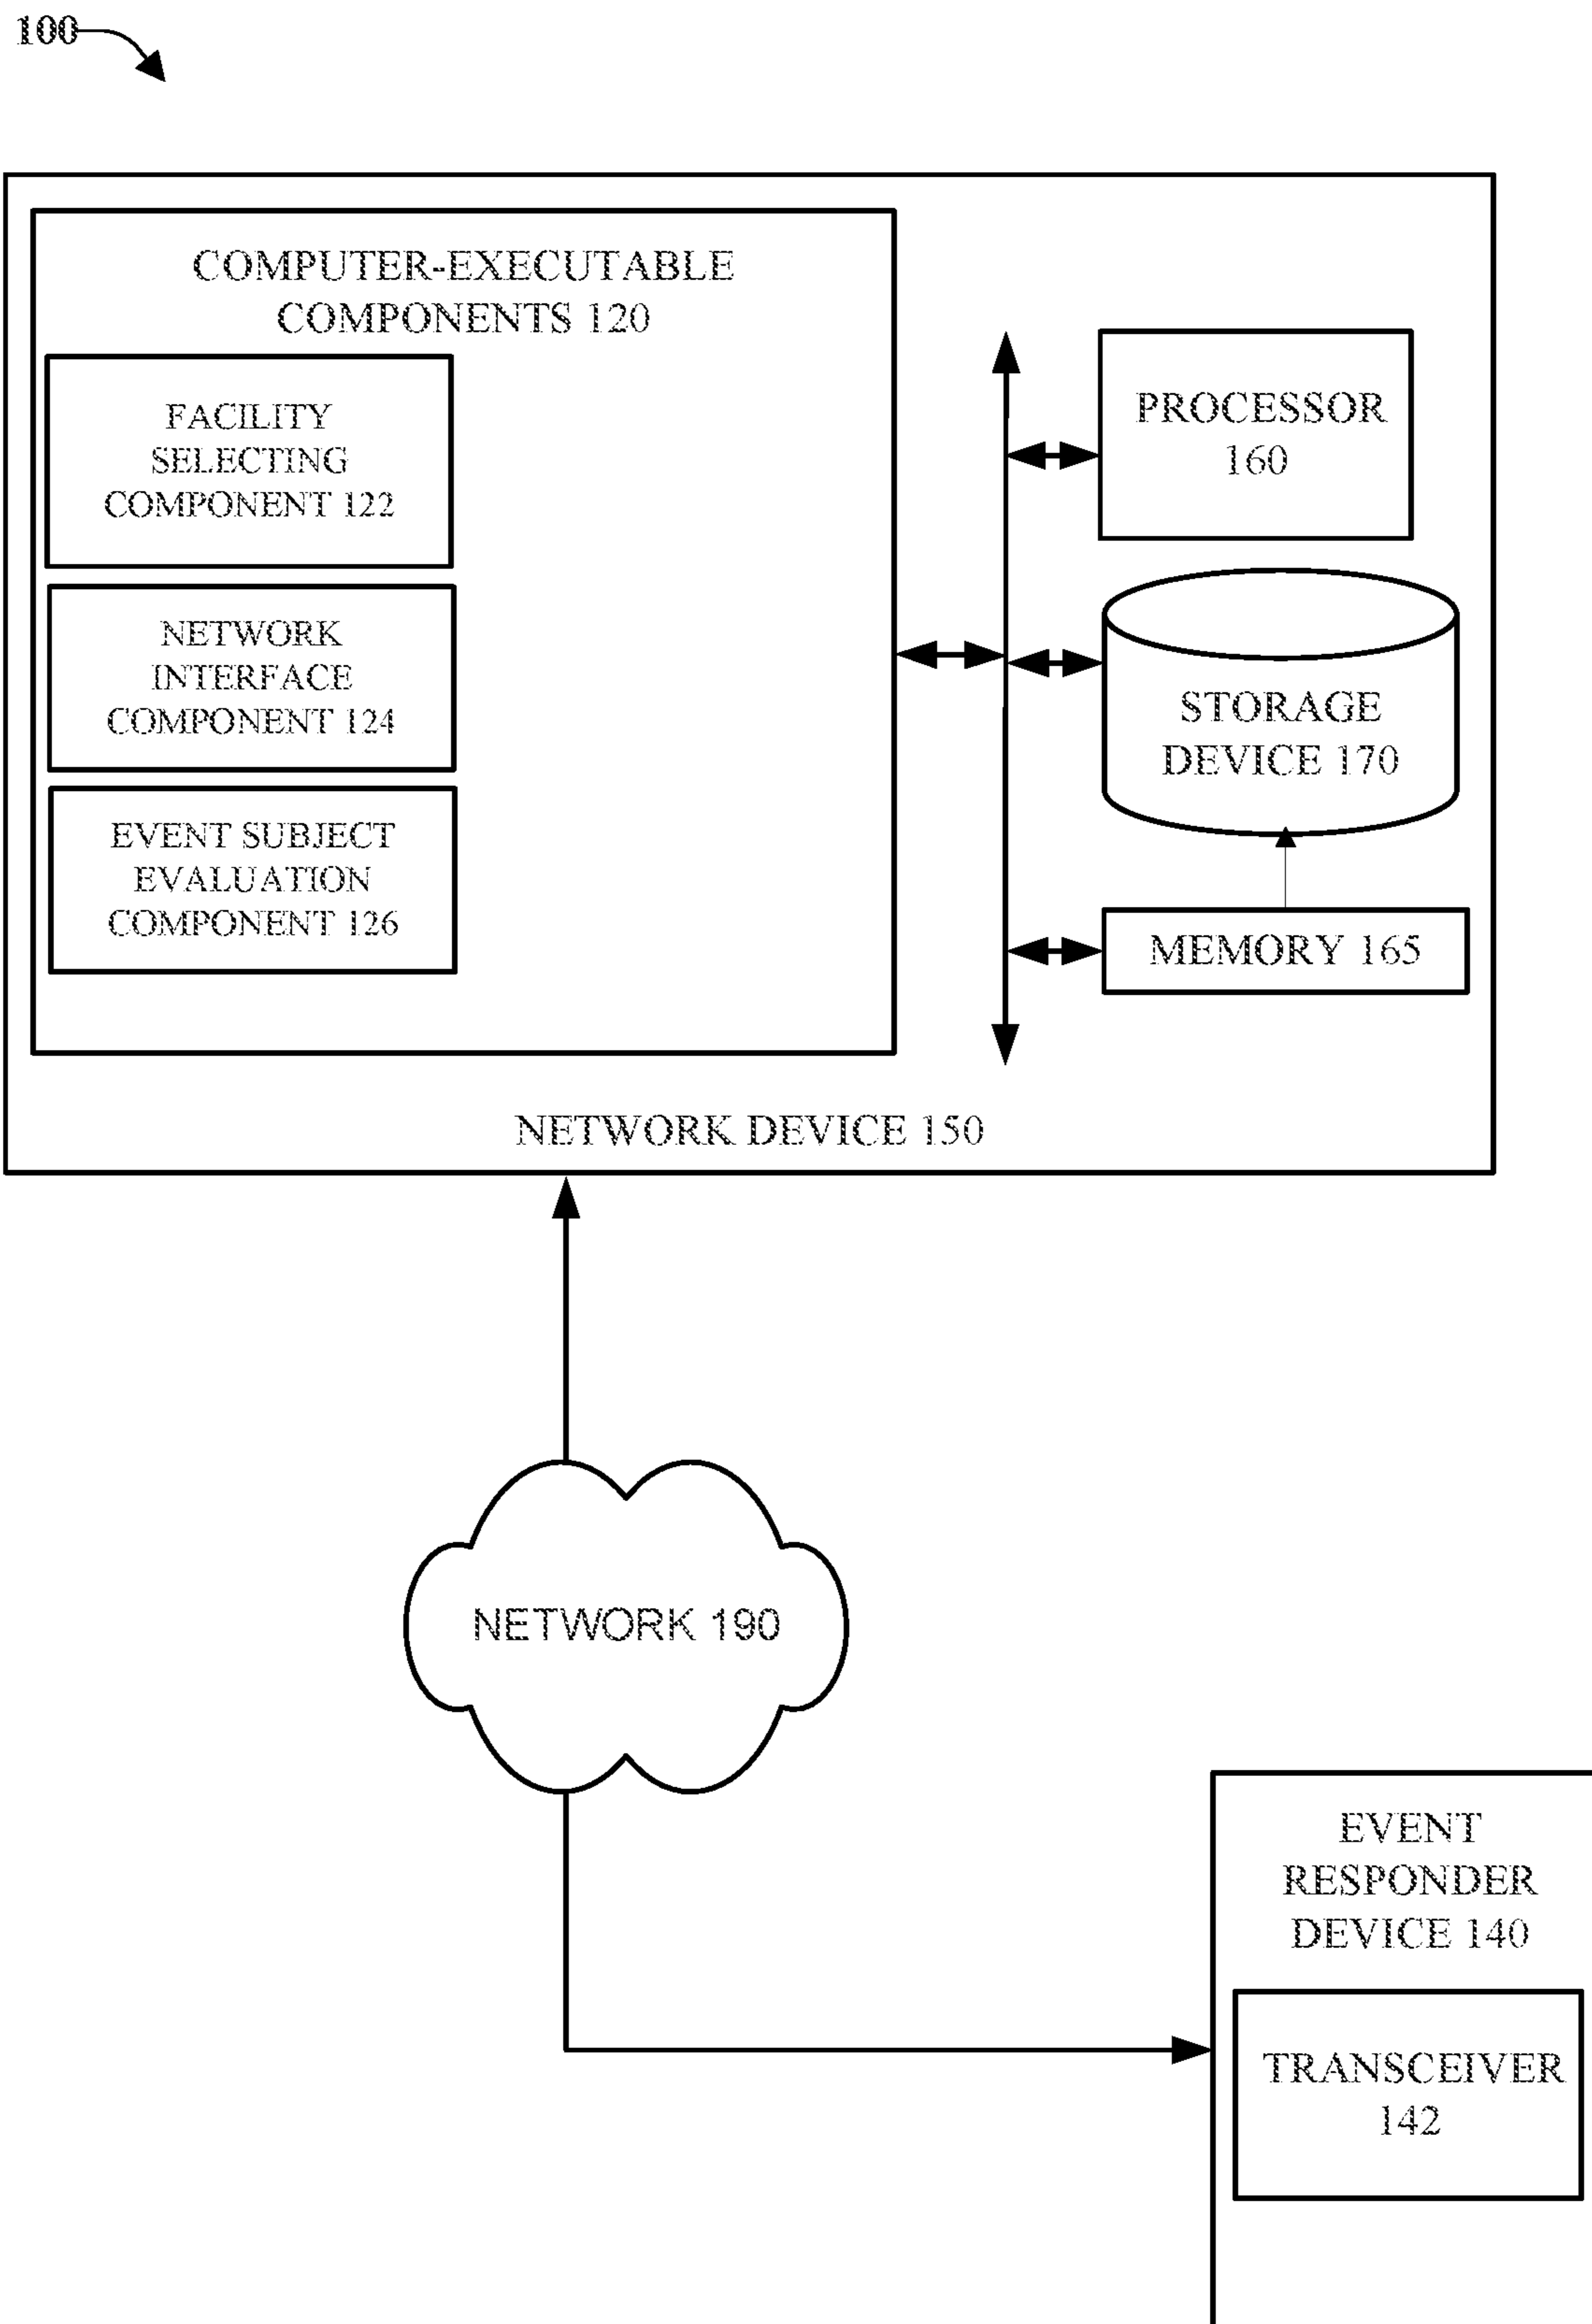 100
COMPUTER-EXECUTABLE
COMPONENTS 120
FACILITY
SELECTING
COMPONENT 122
NETWORK
INTERFACE
COMPONENT 124
EVENT SUBJECT
EVALUATION
COMPONENT 126
PROCESSOR
160
STORAGE
DEVICE 170
MEMORY 165
NETWORK DEVICE 150
NETWORK 190
EVENT
RESPONDER
DEVICE 140
TRANSCEIVER
142